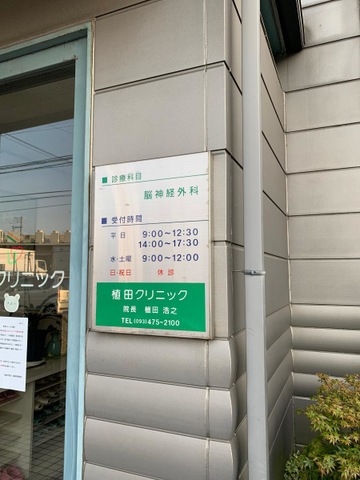 ■ 診療科目
脳神経外科
■ 受付時間
平 日 9:00〜12:30
14:00〜17:30
水・土曜 9:00〜12:00
日・祝日 休 診
植田クリニック
院長 植田 浩之
TEL(093)475-2100
クリニック